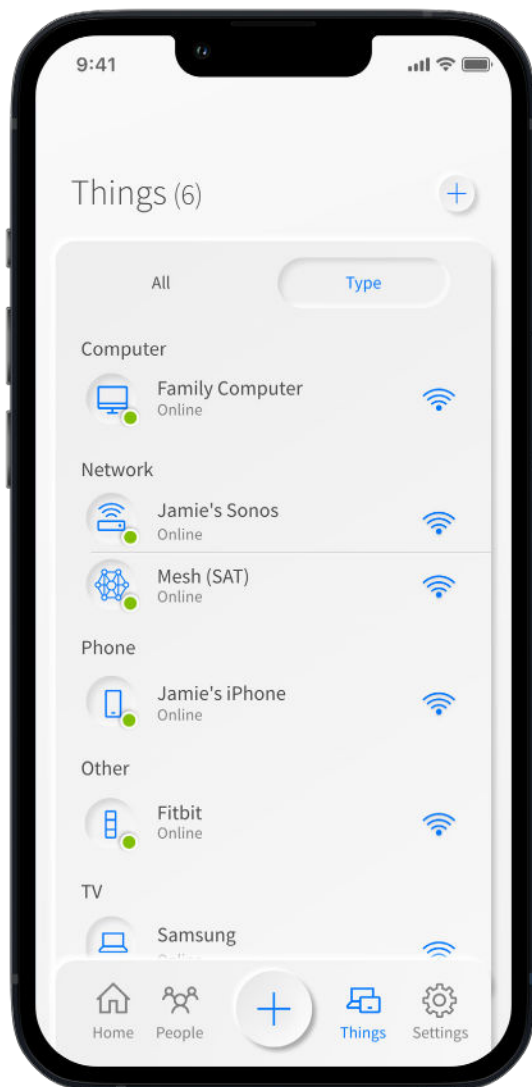 9:41
Things (6)
All
Type
Computer
Family Computer
Online
Network
Jamie's Sonos
Online
Mesh (SAT)
Online
Phone
Jamie's iPhone
Online
Other
Fitbit
Online
TV
Samsung
Home
People
Things
Settings